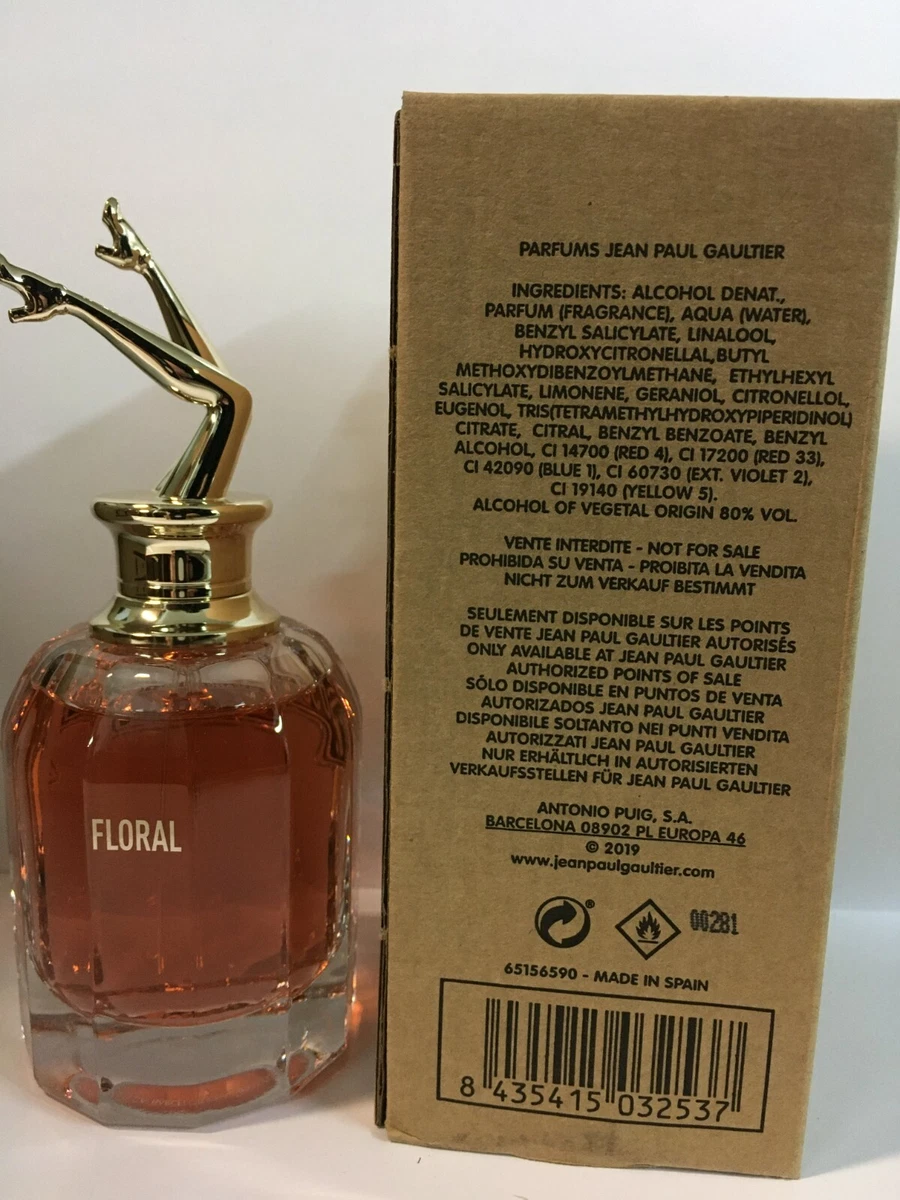 FLORAL
PARFUMS JEAN PAUL GAULTIER
INGREDIENTS: ALCOHOL DENAT.,
PARFUM (FRAGRANCE), AQUA (WATER),
BENZYL SALICYLATE, LINALOOL,
HYDROXYCITRONELLAL,BUTYL
METHOXYDIBENZOYLMETHANE, ETHYLHEXYL
SALICYLATE, LIMONENE, GERANIOL, CITRONELLOL,
EUGENOL, TRIS(TETRAMETHYLHYDROXYPIPERIDINOL)
CITRATE, CITRAL, BENZYL BENZOATE, BENZYL
ALCOHOL, CI 14700 (RED 4), CI 17200 (RED 33),
CI 42090 (BLUE 1), CI 60730 (EXT. VIOLET 2),
CI 19140 (YELLOW 5).
ALCOHOL OF VEGETAL ORIGIN 80% VOL.
VENTE INTERDITE - NOT FOR SALE
PROHIBIDA SU VENTA - PROIBITA LA VENDITA
NICHT ZUM VERKAUF BESTIMMT
SEULEMENT DISPONIBLE SUR LES POINTS
DE VENTE JEAN PAUL GAULTIER AUTORISÉS
ONLY AVAILABLE AT JEAN PAUL GAULTIER
AUTHORIZED POINTS OF SALE
SÓLO DISPONIBLE EN PUNTOS DE VENTA
AUTORIZADOS JEAN PAUL GAULTIER
DISPONIBILE SOLTANTO NEI PUNTI VENDITA
AUTORIZZATI JEAN PAUL GAULTIER
NUR ERHÄLTLICH IN AUTORISIERTEN
VERKAUFSSTELLEN FÜR JEAN PAUL GAULTIER
ANTONIO PUIG, S.A.
BARCELONA 08902 PL EUROPA 46
© 2019
www.jeanpaulgaultier.com
® 00281
65156590 - MADE IN SPAIN
8 435415 032537